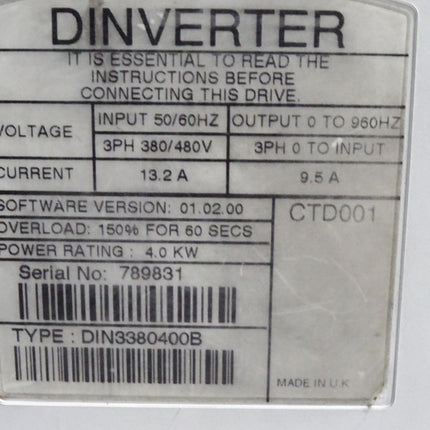 DINVERTER
IT IS ESSENTIAL TO READ THE
INSTRUCTIONS BEFORE
CONNECTING THIS DRIVE.
VOLTAGE INPUT 50/60HZ OUTPUT 0 TO 960HZ
3PH 380/480V 3PH 0 TO INPUT
CURRENT 13.2 A 9.5 A
SOFTWARE VERSION: 01.02.00 CTD001
OVERLOAD: 150% FOR 60 SECS
POWER RATING : 4.0 KW
Serial No: 789831
TYPE : DIN3380400B
MADE IN U.K